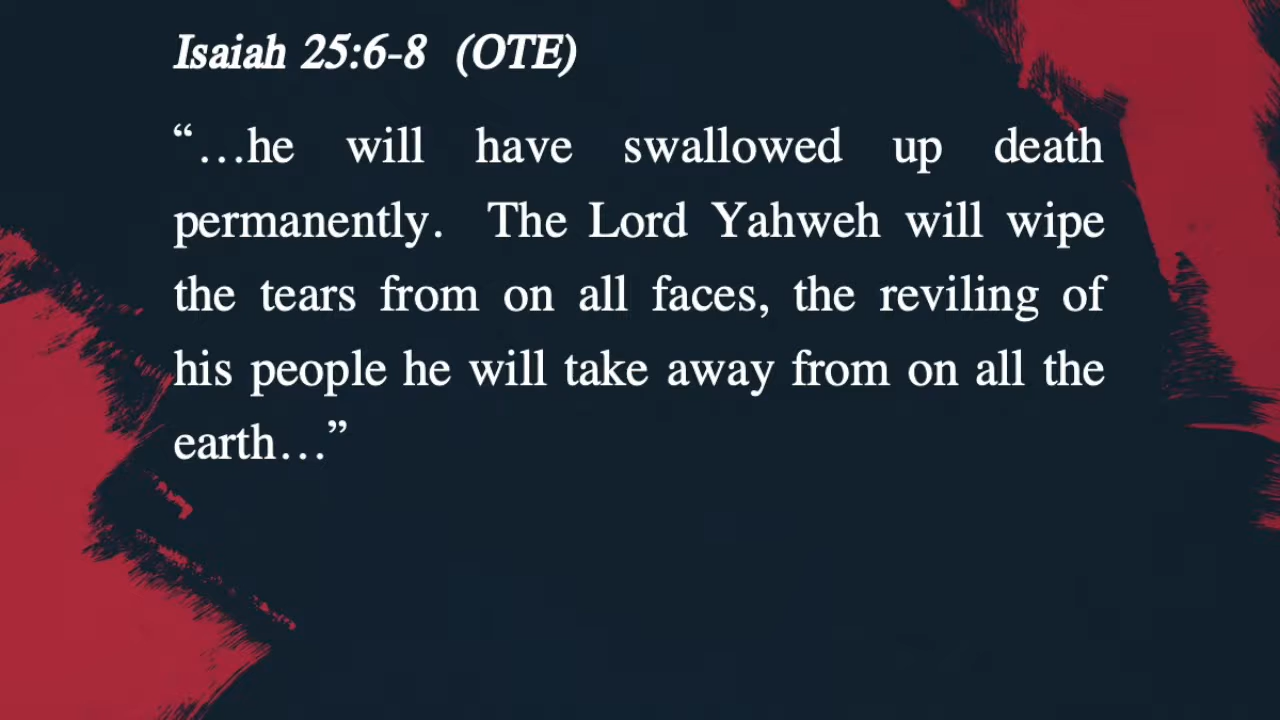 Isaiah 25:6-8 (OTE)
“…he will have swallowed up death
permanently. The Lord Yahweh will wipe
the tears from on all faces, the reviling of
his people he will take away from on all the
earth…”